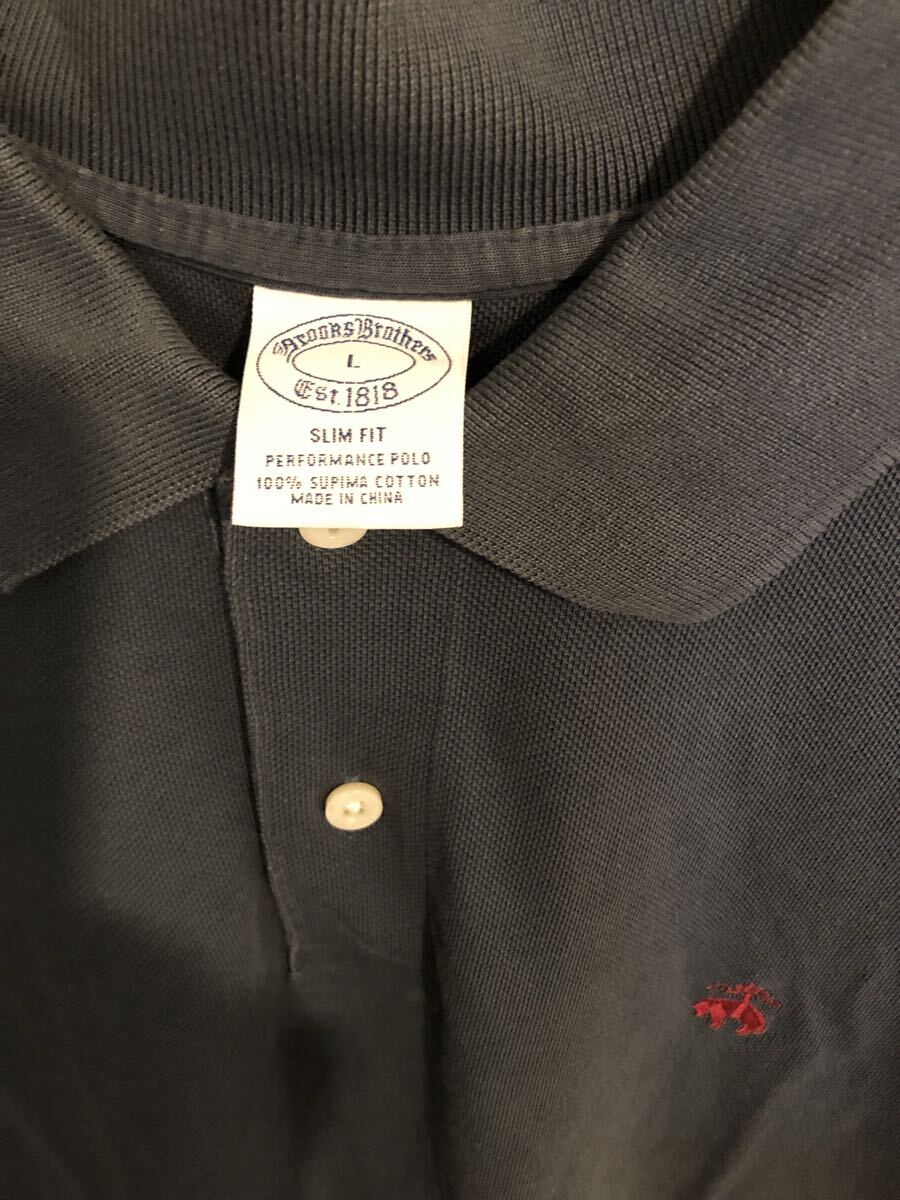 Brooks Brothers
L
Est. 1818
SLIM FIT
PERFORMANCE POLO
100% SUPIMA COTTON
MADE IN CHINA